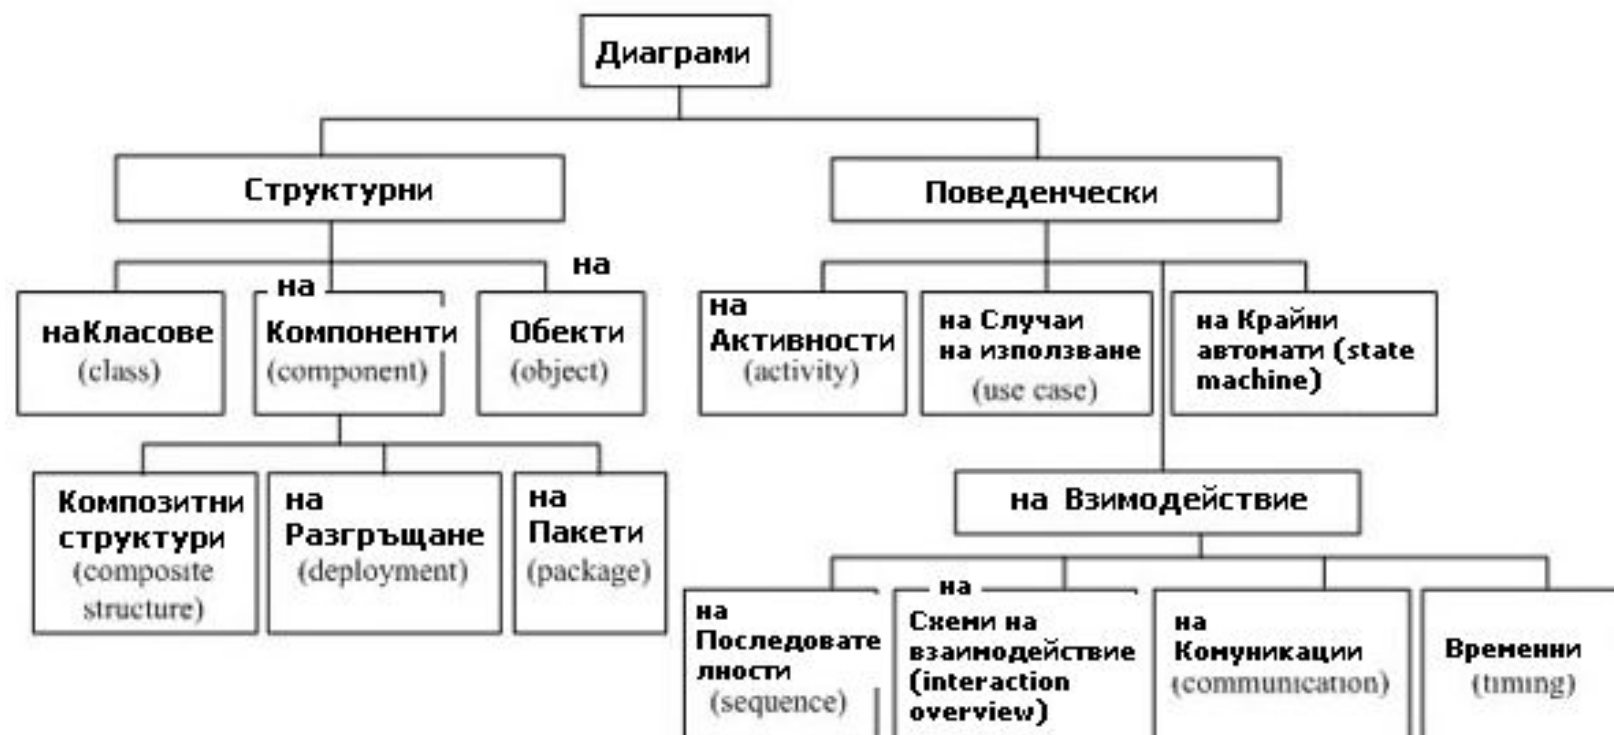 Диаграми
Структурни
Поведенчески
на Класове
(class)
на
Компоненти
(component)
на
Обекти
(object)
на
Активности
(activity)
на Случаи
на използване
(use case)
на Крайни
автомати (state
machine)
Композитни
структури
(composite
structure)
на
Разгръщане
(deployment)
на
Пакети
(package)
на Взимодействие
на
Последовате
лности
(sequence)
на
Схеми на
взаимодействие
(interaction
overview)
на
Комуникации
(communication)
Временни
(timing)